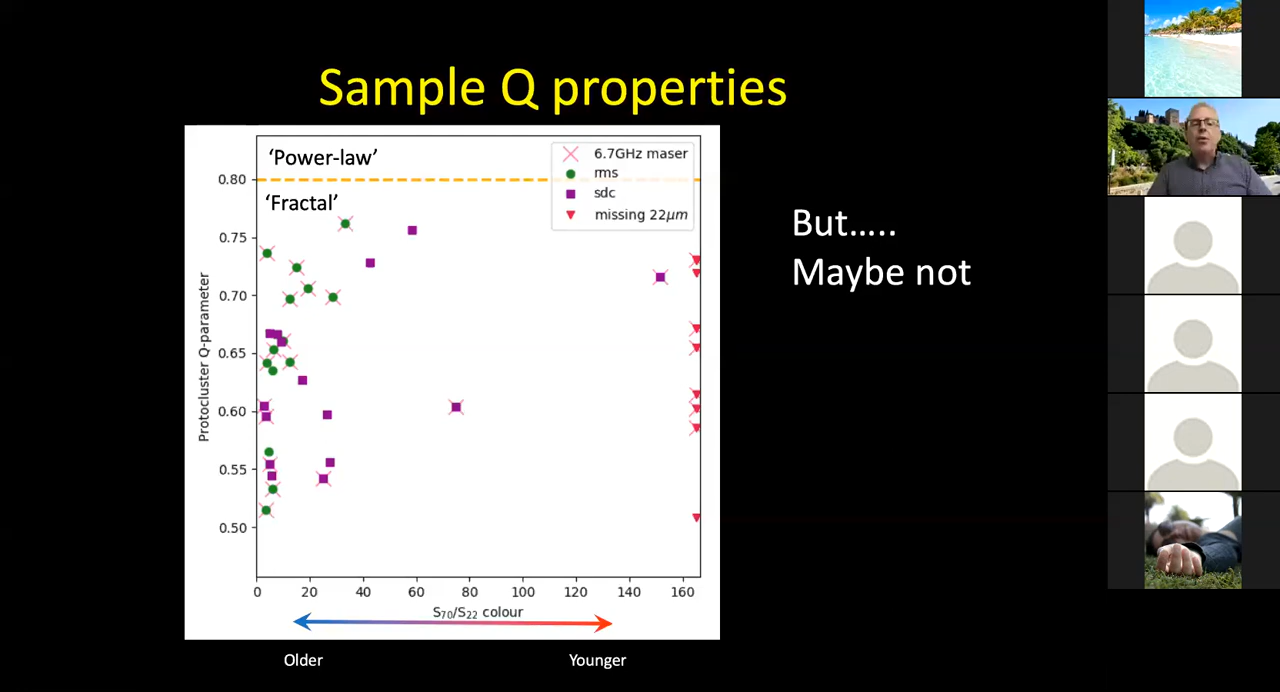 Sample Q properties
'Power-law'
'Fractal'
6.7GHz maser
rms
sdc
missing 22μm
But…..
Maybe not
Protocluster Q-parameter
0.80
0.75
0.70
0.65
0.60
0.55
0.50
0 20 40 60 80 100 120 140 160
S70/S22 colour
Older Younger